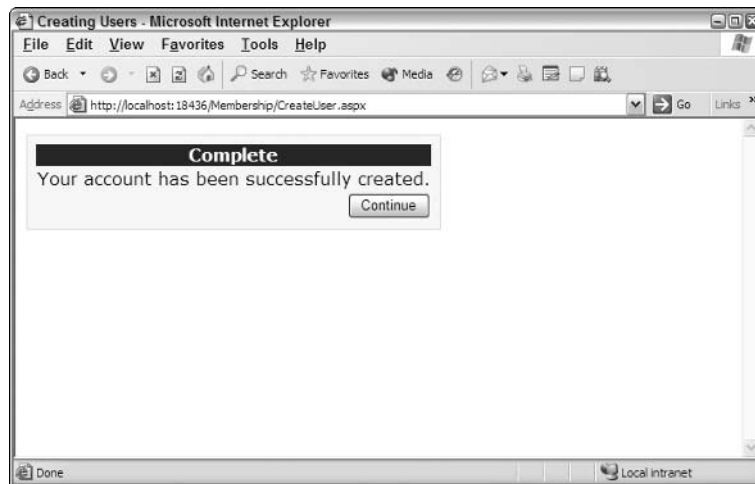 Creating Users - Microsoft Internet Explorer
File Edit View Favorites Tools Help
Back Search Favorites Media
Address http://localhost:18436/Membership/CreateUser.aspx Go Links »
Complete
Your account has been successfully created.
Continue
Done Local intranet